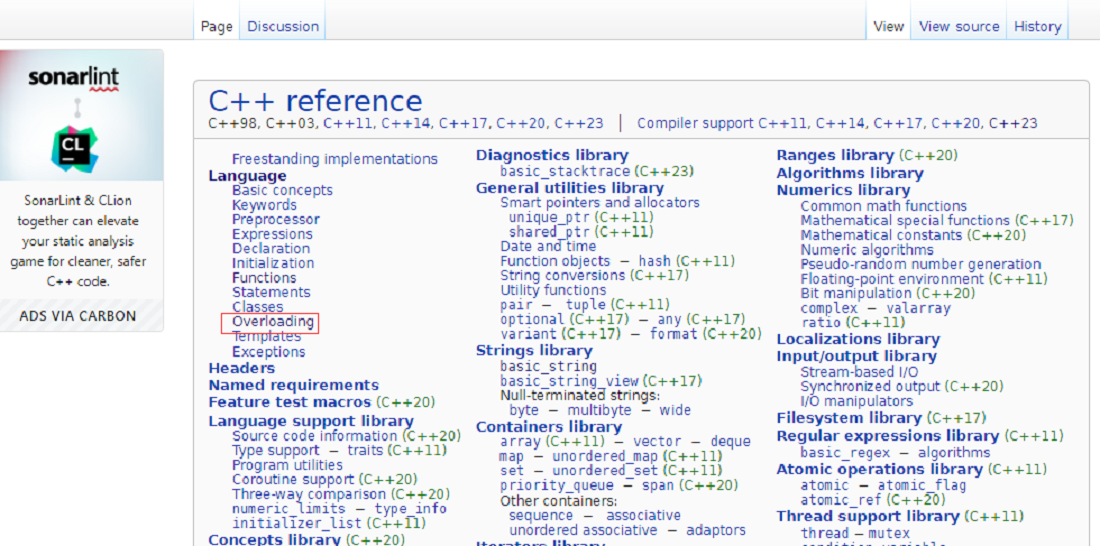 Page Discussion View View source History
sonarlint
CL
SonarLint & CLion
together can elevate
your static analysis
game for cleaner, safer
C++ code.
ADS VIA CARBON
C++ reference
C++98, C++03, C++11, C++14, C++17, C++20, C++23 | Compiler support C++11, C++14, C++17, C++20, C++23
Freestanding implementations
Language
Basic concepts
Keywords
Preprocessor
Expressions
Declaration
Initialization
Functions
Statements
Classes
Overloading
Templates
Exceptions
Headers
Named requirements
Feature test macros (C++20)
Language support library
Source code information (C++20)
Type support − traits (C++11)
Program utilities
Coroutine support (C++20)
Three-way comparison (C++20)
numeric_limits − type_info
initializer_list (C++11)
Concepts library (C++20)
Diagnostics library
basic_stacktrace (C++23)
General utilities library
Smart pointers and allocators
unique_ptr (C++11)
shared_ptr (C++11)
Date and time
Function objects − hash (C++11)
String conversions (C++17)
Utility functions
pair − tuple (C++11)
optional (C++17) − any (C++17)
variant (C++17) − format (C++20)
Strings library
basic_string
basic_string_view (C++17)
Null-terminated strings:
byte − multibyte − wide
Containers library
array (C++11) − vector − deque
map − unordered_map (C++11)
set − unordered_set (C++11)
priority_queue − span (C++20)
Other containers:
sequence − associative
unordered associative − adaptors
Iterators library
Ranges library (C++20)
Algorithms library
Numerics library
Common math functions
Mathematical special functions (C++17)
Mathematical constants (C++20)
Numeric algorithms
Pseudo-random number generation
Floating-point environment (C++11)
Bit manipulation (C++20)
complex − valarray
ratio (C++11)
Localizations library
Input/output library
Stream-based I/O
Synchronized output (C++20)
I/O manipulators
Filesystem library (C++17)
Regular expressions library (C++11)
basic_regex − algorithms
Atomic operations library (C++11)
atomic − atomic_flag
atomic_ref (C++20)
Thread support library (C++11)
thread − mutex